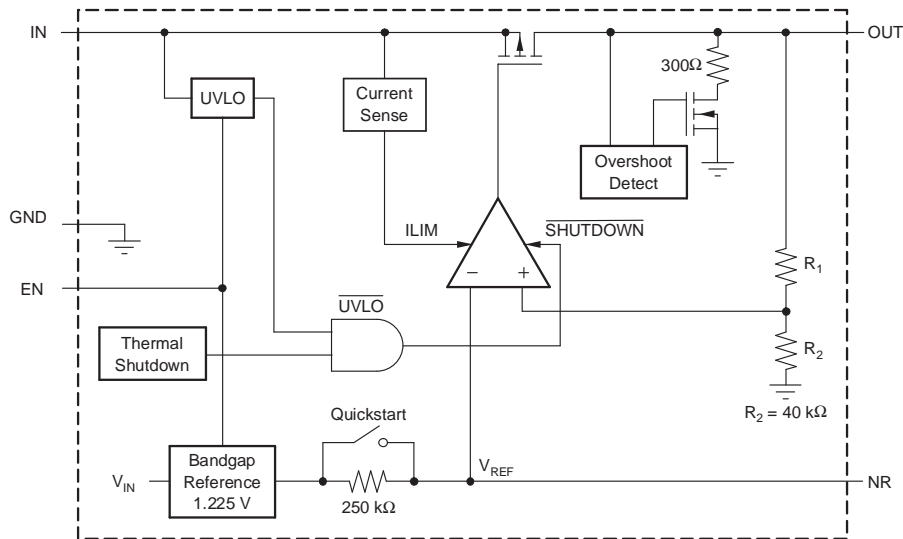 IN
OUT
300Ω
UVLO
Current
Sense
Overshoot
Detect
GND
ILIM
SHUTDOWN
R1
EN
− +
UVLO
Thermal
Shutdown
R2
R2 = 40 kΩ
Quickstart
VIN
Bandgap
Reference
1.225 V
250 kΩ
VREF
NR